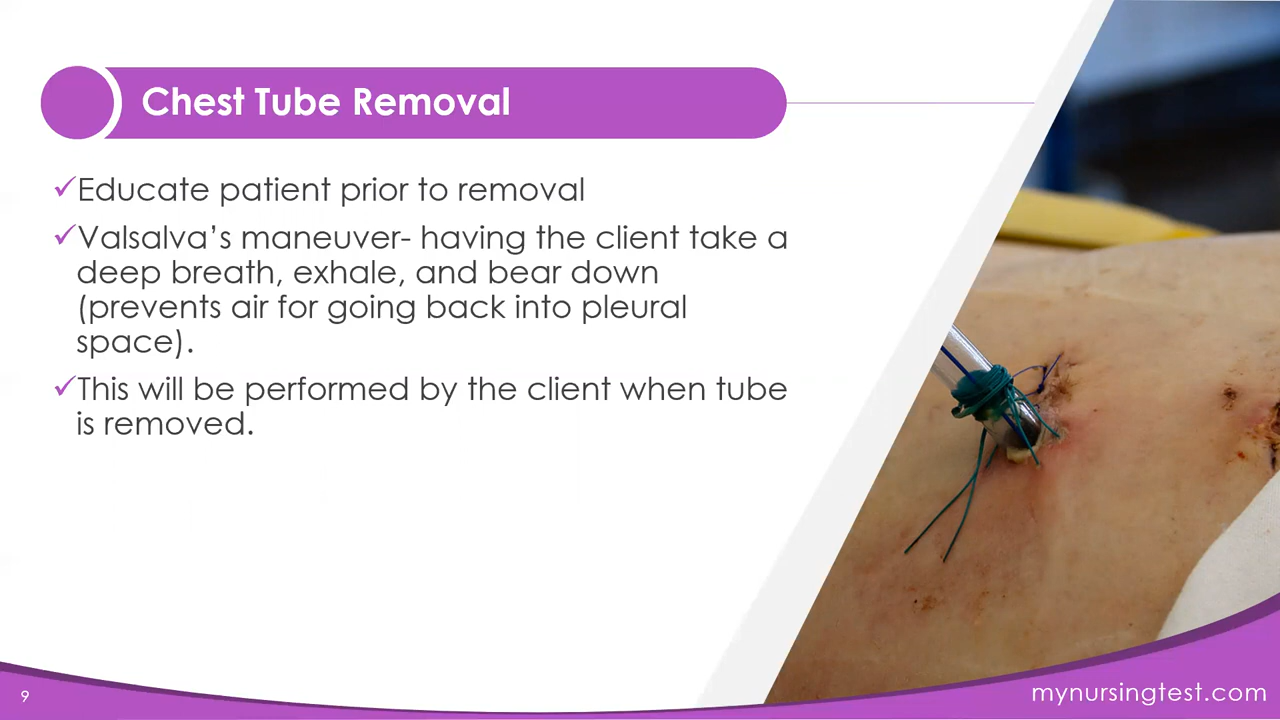 Chest Tube Removal
✓Educate patient prior to removal
✓Valsalva’s maneuver- having the client take a
deep breath, exhale, and bear down
(prevents air for going back into pleural
space).
✓This will be performed by the client when tube
is removed.
9
mynursingtest.com